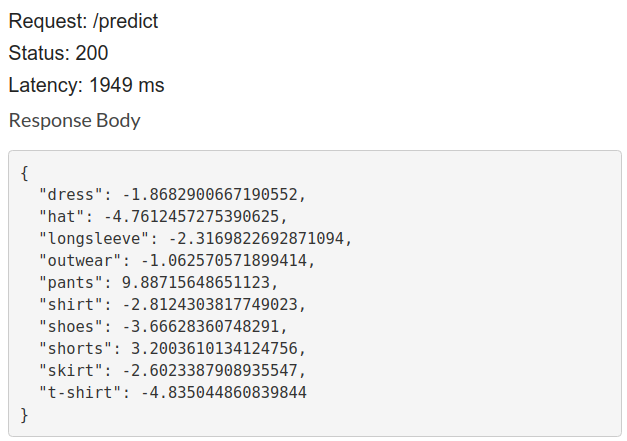 Request: /predict
Status: 200
Latency: 1949 ms
Response Body
{
  "dress": -1.8682900667190552,
  "hat": -4.7612457275390625,
  "longsleeve": -2.3169822692871094,
  "outwear": -1.062570571899414,
  "pants": 9.88715648651123,
  "shirt": -2.8124303817749023,
  "shoes": -3.66628360748291,
  "shorts": 3.2003610134124756,
  "skirt": -2.6023387908935547,
  "t-shirt": -4.835044860839844
}